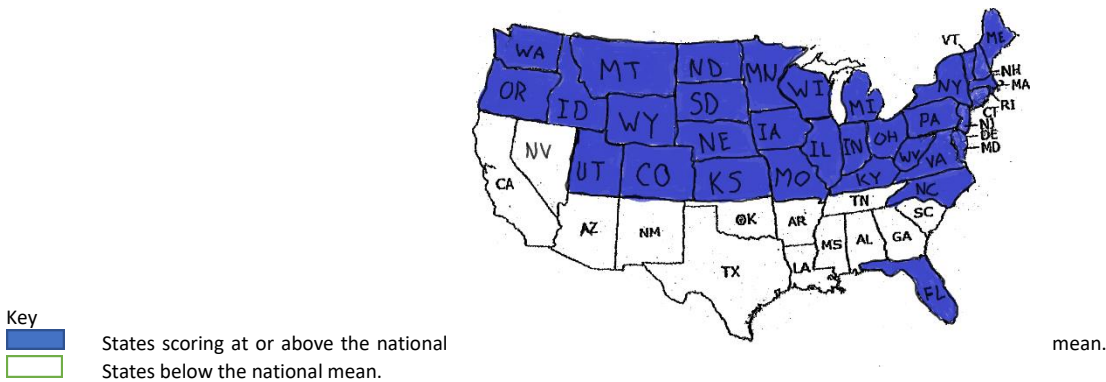 VT
ME
WA
MT
ND
MN
NH
MA
OR
ID
SD
WI
MI
NY
RI
CT
WY
IA
PA
NJ
DE
MD
NE
IL
IN
OH
WV
VA
NV
UT
CO
KS
MO
KY
CA
NC
TN
AZ
NM
OK
AR
SC
MS
AL
GA
TX
LA
FL
Key
States scoring at or above the national mean.
States below the national mean.